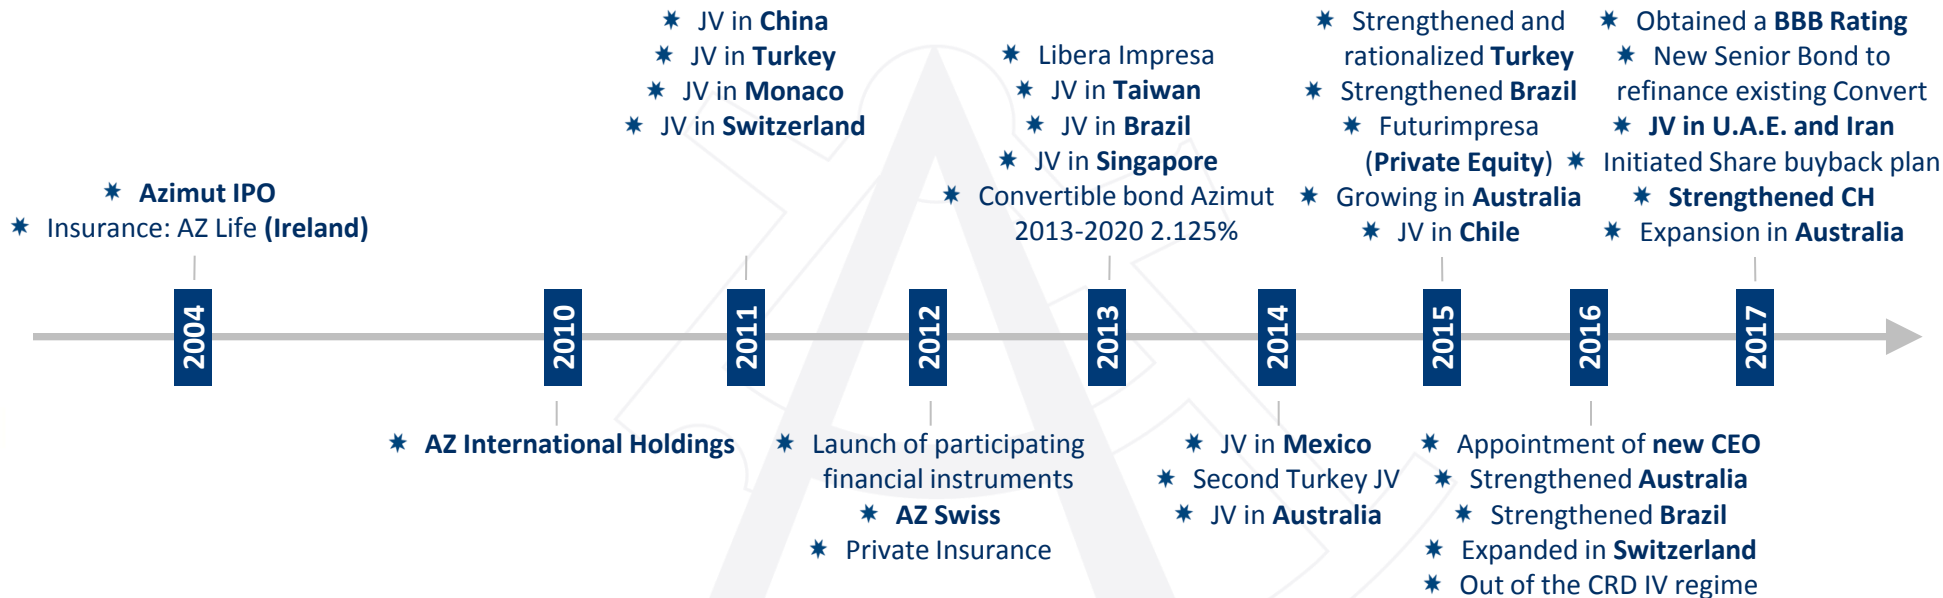 ✷ Azimut IPO
✷ Insurance: AZ Life (Ireland)
2004
2010
✷ AZ International Holdings
✷ JV in China
✷ JV in Turkey
✷ JV in Monaco
✷ JV in Switzerland
2011
2012
✷ Launch of participating
financial instruments
✷ AZ Swiss
✷ Private Insurance
✷ Libera Impresa
✷ JV in Taiwan
✷ JV in Brazil
✷ JV in Singapore
✷ Convertible bond Azimut
2013-2020 2.125%
2013
2014
✷ JV in Mexico
✷ Second Turkey JV
✷ JV in Australia
✷ Strengthened and
rationalized Turkey
✷ Strengthened Brazil
✷ Futurimpresa
(Private Equity)
✷ Growing in Australia
✷ JV in Chile
2015
2016
✷ Appointment of new CEO
✷ Strengthened Australia
✷ Strengthened Brazil
✷ Expanded in Switzerland
✷ Out of the CRD IV regime
✷ Obtained a BBB Rating
✷ New Senior Bond to
refinance existing Convert
✷ JV in U.A.E. and Iran
✷ Initiated Share buyback plan
✷ Strengthened CH
✷ Expansion in Australia
2017